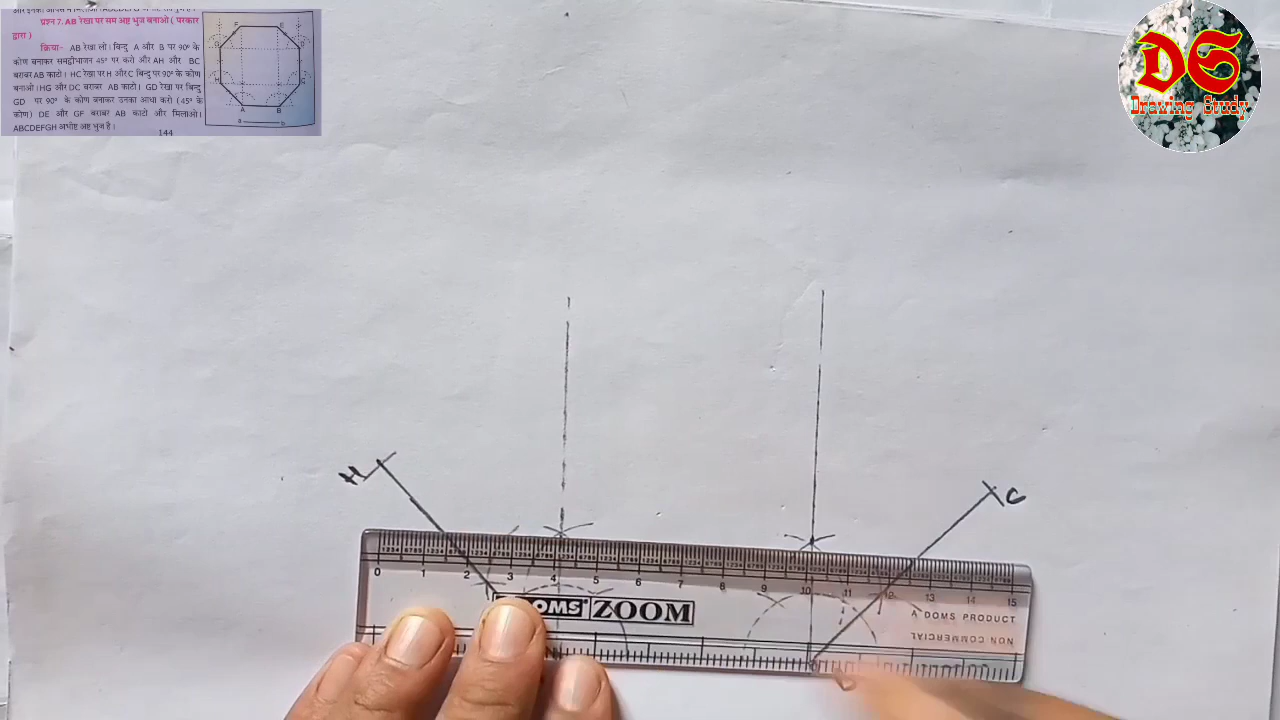 प्रश्न 7. AB रेखा पर सम अष्ट भुज बनाओ ( परकार
द्वारा )
क्रिया- AB रेखा लो। बिन्दु A और B पर 90° के
कोण बनाकर समद्विभाजन 45° पर करो और AH और BC
बराबर AB काटो। HC रेखा पर H और C बिन्दु पर 90° के कोण
बनाओ। HG और DC बराबर AB काटो। GD रेखा पर बिन्दु
GD पर 90° के कोण बनाकर उनका आधा करो (45° के
कोण) DE और GF बराबर AB काटो और मिलाओ।
ABCDEFGH अभीष्ट अष्ट भुज है।
144
F E
A B
a b
DS
Drawing Study
H
C
0 1 2 3 4 5 6 7 8 9 10 11 12 13 14 15
DOMS ZOOM
A DOMS PRODUCT
NON COMMERCIAL